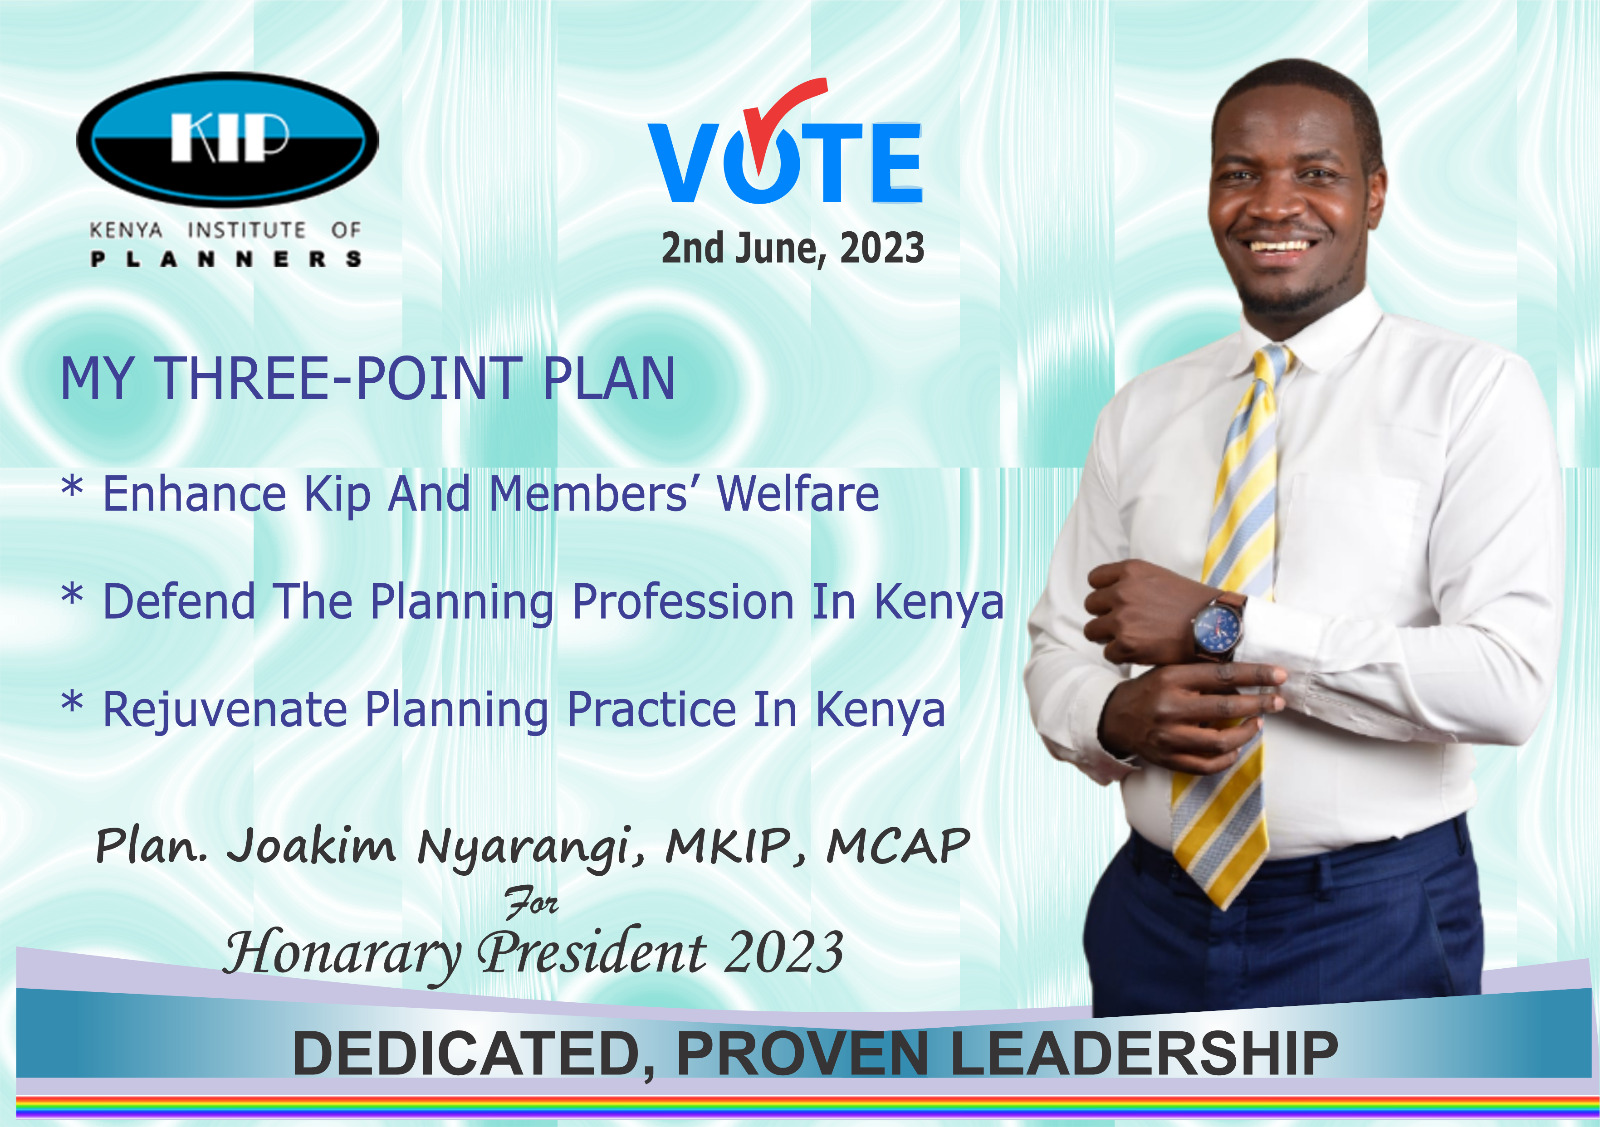 KIP
KENYA INSTITUTE OF
PLANNERS
VOTE
2nd June, 2023
MY THREE-POINT PLAN
* Enhance Kip And Members’ Welfare
* Defend The Planning Profession In Kenya
* Rejuvenate Planning Practice In Kenya
Plan. Joakim Nyarangi, MKIP, MCAP
For
Honarary President 2023
DEDICATED, PROVEN LEADERSHIP